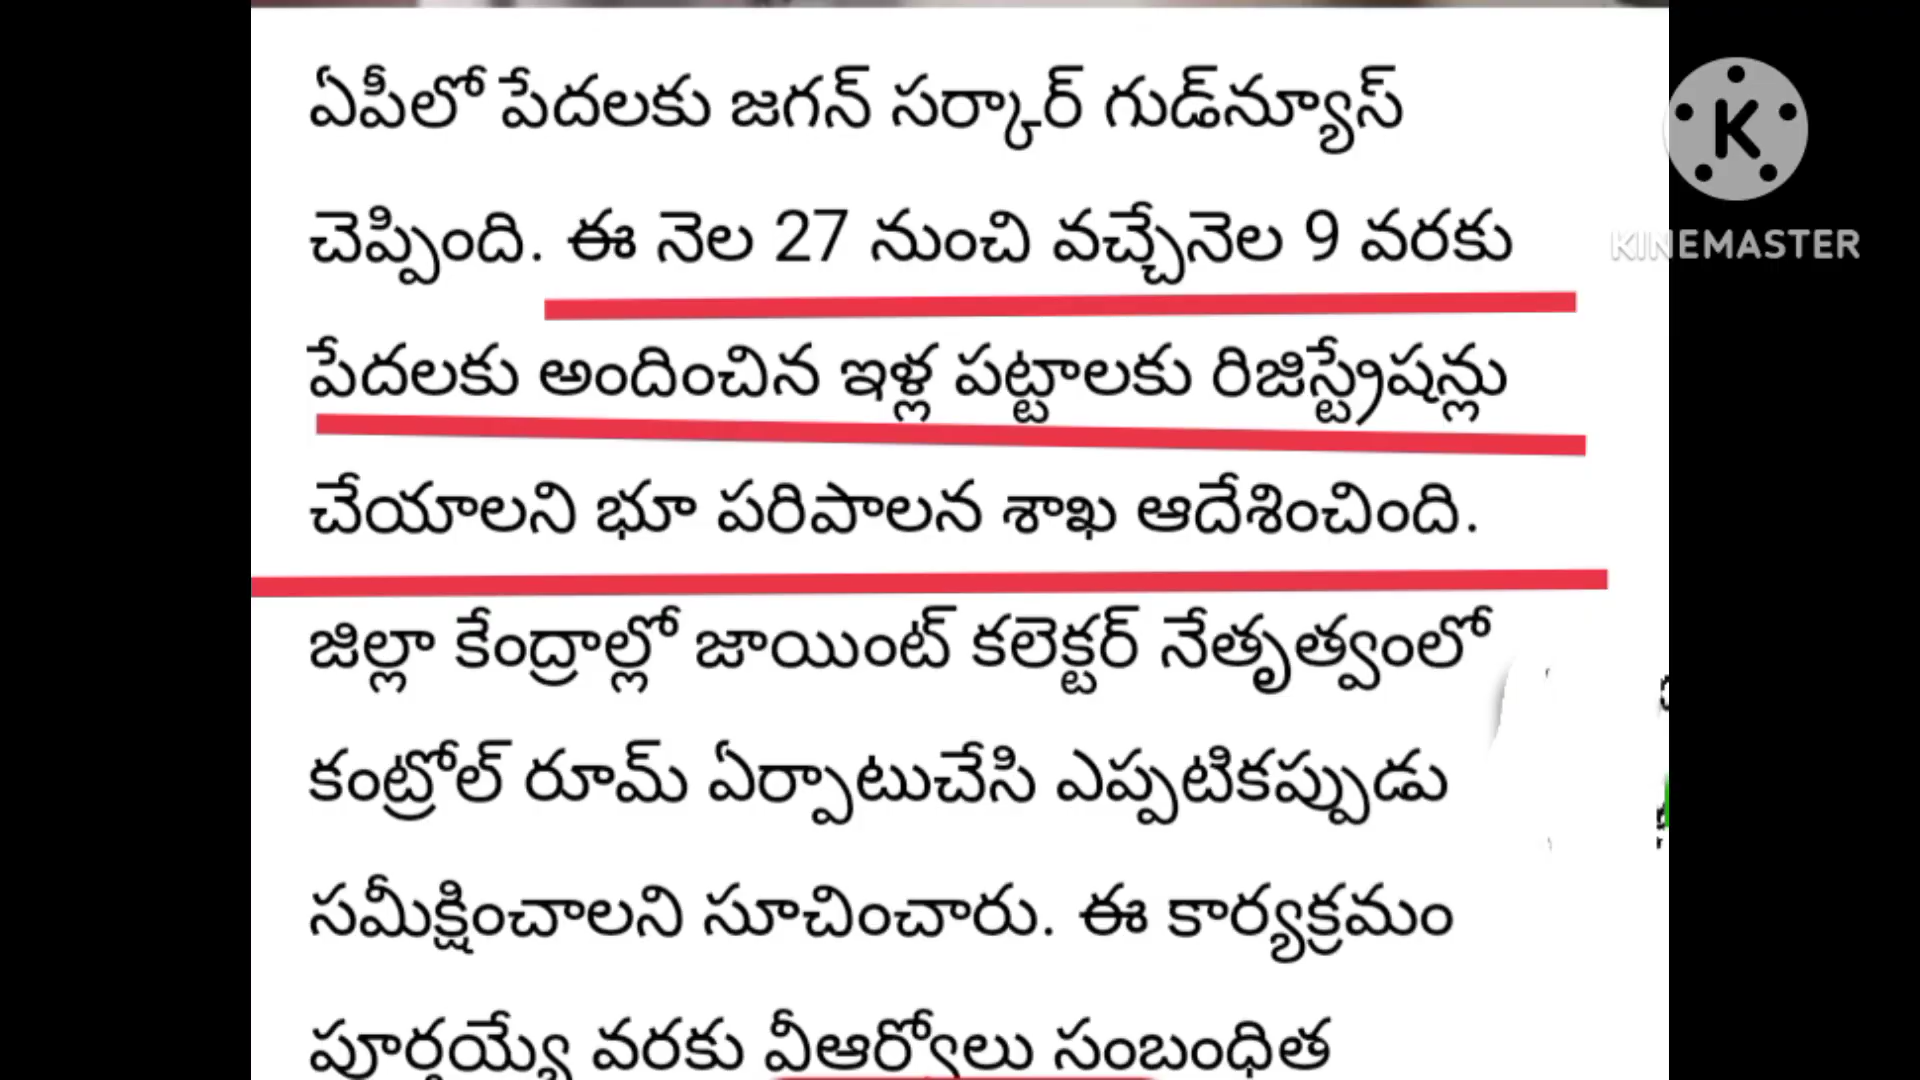 ఏపీలో పేదలకు జగన్ సర్కార్ గుడ్‌న్యూస్
చెప్పింది. ఈ నెల 27 నుంచి వచ్చేనెల 9 వరకు
పేదలకు అందించిన ఇళ్ల పట్టాలకు రిజిస్ట్రేషన్లు
చేయాలని భూ పరిపాలన శాఖ ఆదేశించింది.
జిల్లా కేంద్రాల్లో జాయింట్ కలెక్టర్ నేతృత్వంలో
కంట్రోల్ రూమ్ ఏర్పాటుచేసి ఎప్పటికప్పుడు
సమీక్షించాలని సూచించారు. ఈ కార్యక్రమం
పూర్తయ్యే వరకు వీఆర్వోలు సంబంధిత
K
KINEMASTER